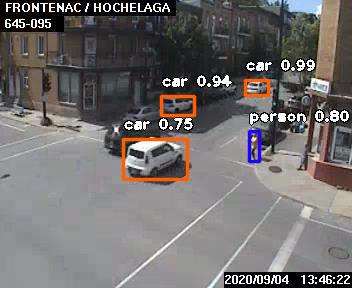 FRONTENAC / HOCHELAGA
645-095
car 0.99
car 0.94
person 0.80
car 0.75
2020/09/04 13:46:22